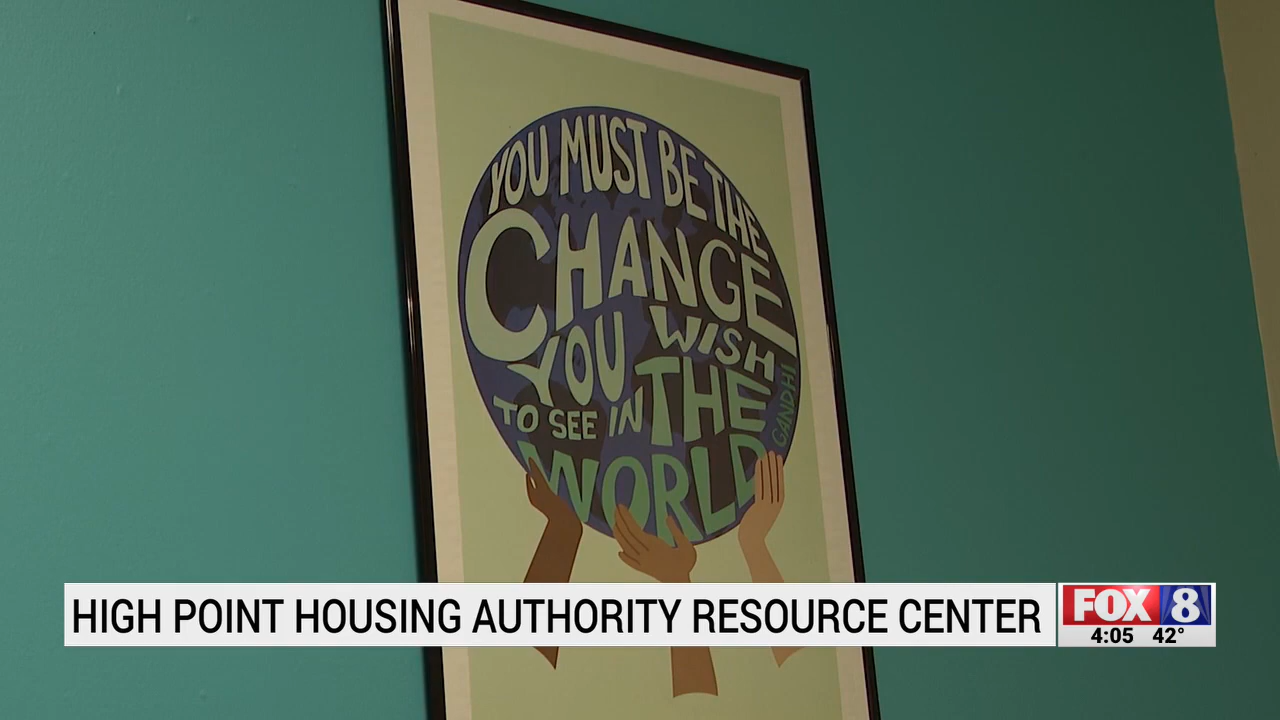 YOU MUST BE THE
CHANGE
YOU WISH
TO SEE IN THE
WORLD
GANDHI
HIGH POINT HOUSING AUTHORITY RESOURCE CENTER
FOX 8
4:05 42°